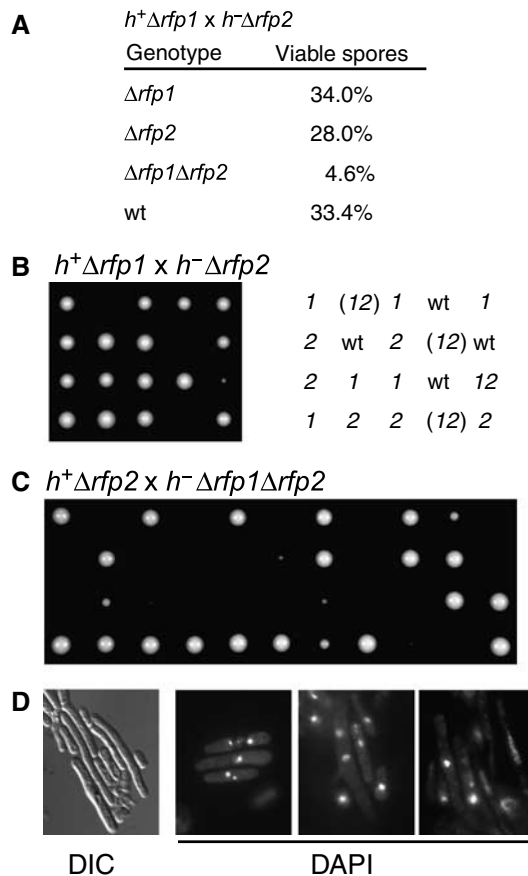 A
h⁺Δrfp1 x h⁻Δrfp2
Genotype Viable spores
Δrfp1 34.0%
Δrfp2 28.0%
Δrfp1Δrfp2 4.6%
wt 33.4%
B h⁺Δrfp1 x h⁻Δrfp2
1 (12) 1 wt 1
2 wt 2 (12) wt
2 1 1 wt 12
1 2 2 (12) 2
C h⁺Δrfp2 x h⁻Δrfp1Δrfp2
D
DIC DAPI